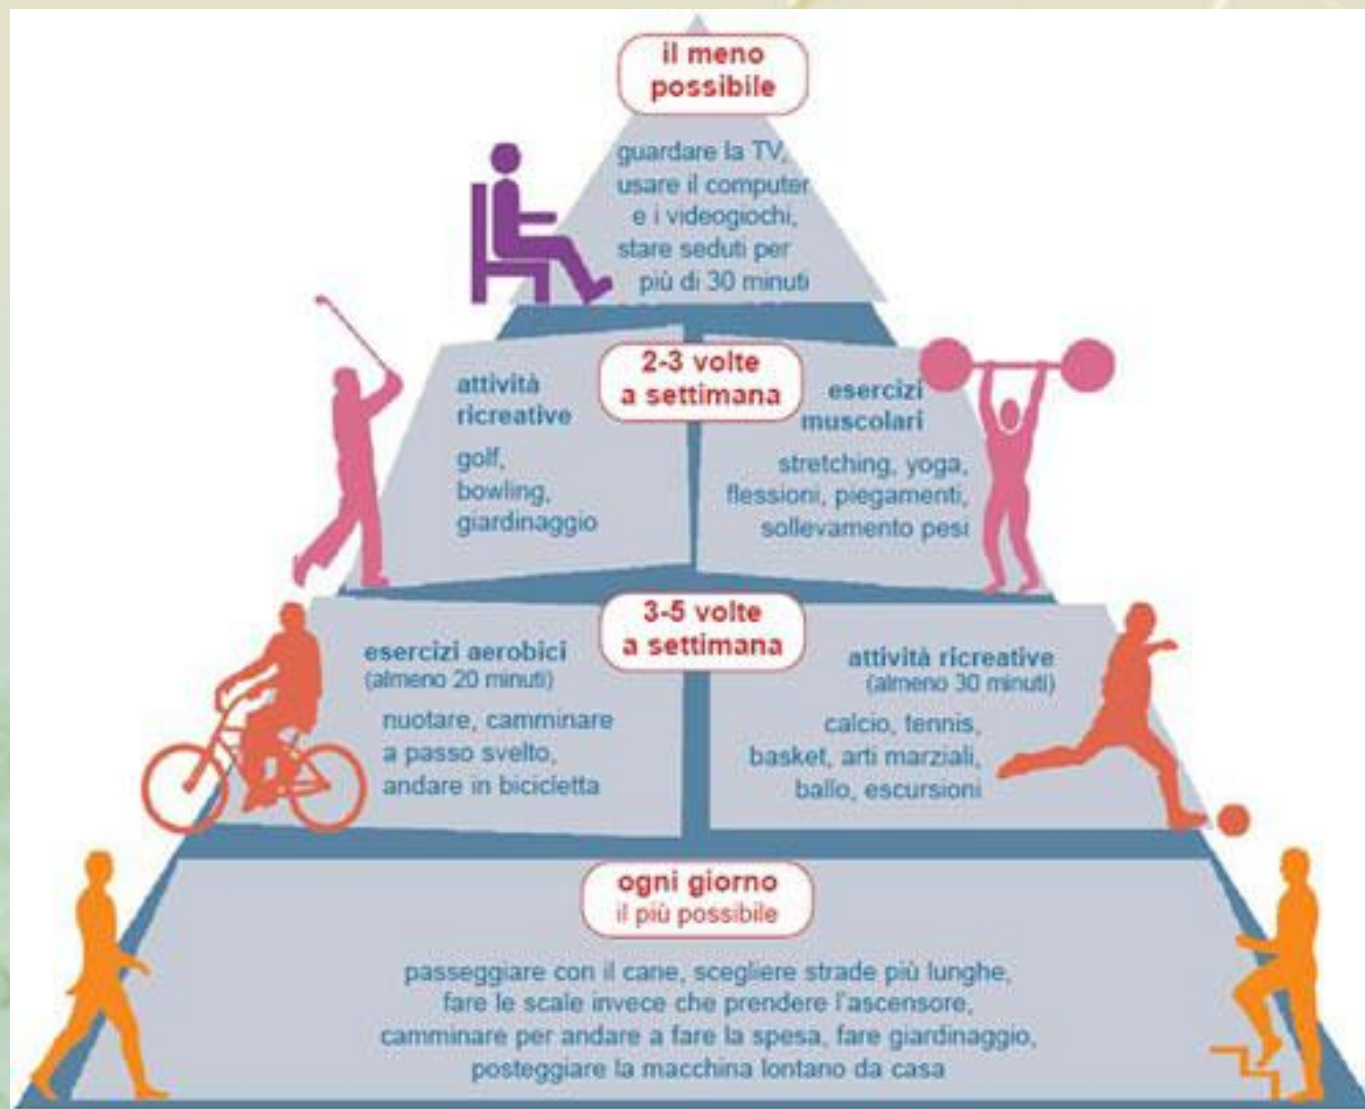 il meno
possibile
guardare la TV,
usare il computer
e i videogiochi,
stare seduti per
più di 30 minuti
2-3 volte
a settimana
attività
ricreative
golf,
bowling,
giardinaggio
esercizi
muscolari
stretching, yoga,
flessioni, piegamenti,
sollevamento pesi
3-5 volte
a settimana
esercizi aerobici
(almeno 20 minuti)
nuotare, camminare
a passo svelto,
andare in bicicletta
attività ricreative
(almeno 30 minuti)
calcio, tennis,
basket, arti marziali,
ballo, escursioni
ogni giorno
il più possibile
passeggiare con il cane, scegliere strade più lunghe,
fare le scale invece che prendere l'ascensore,
camminare per andare a fare la spesa, fare giardinaggio,
posteggiare la macchina lontano da casa